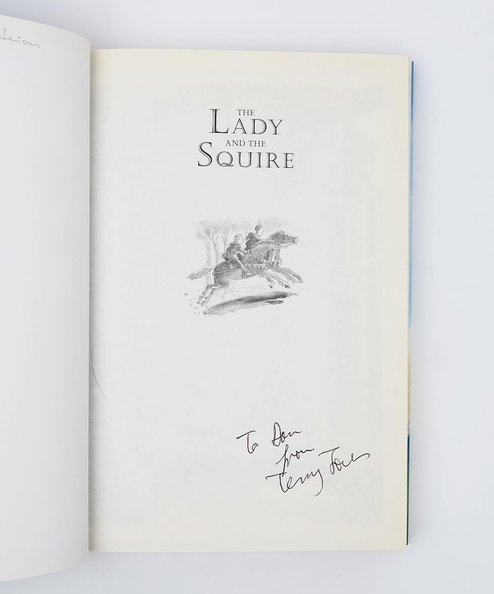 THE
LADY
AND THE
SQUIRE
To Don
from
Terry Jones